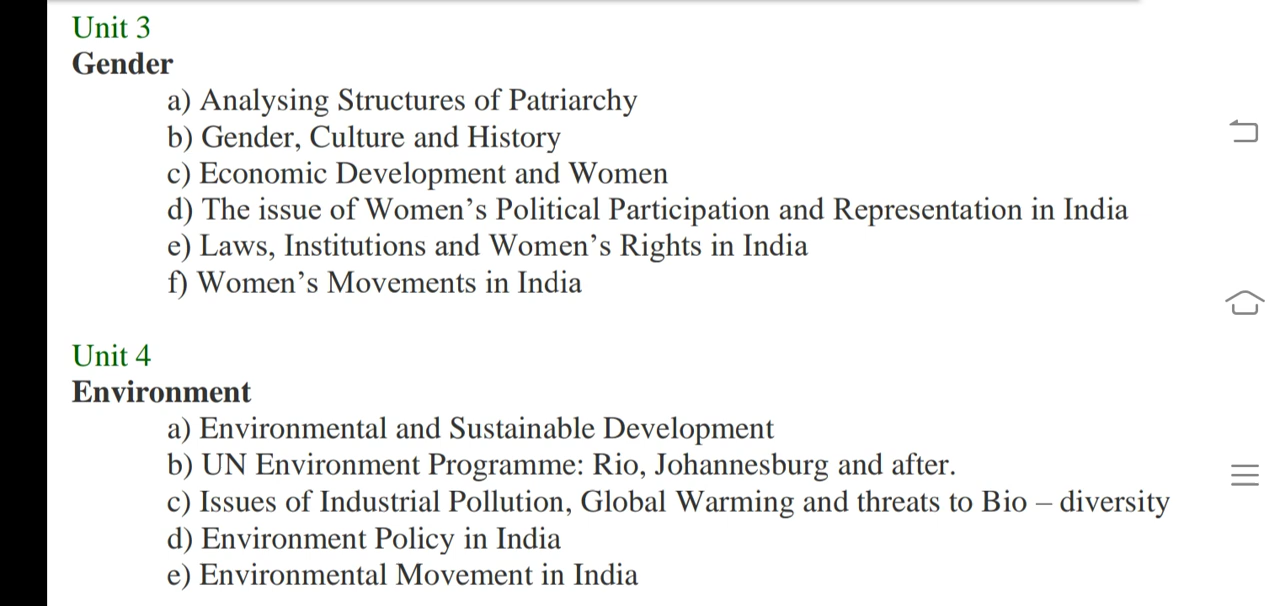 Unit 3
Gender
a) Analysing Structures of Patriarchy
b) Gender, Culture and History
c) Economic Development and Women
d) The issue of Women’s Political Participation and Representation in India
e) Laws, Institutions and Women’s Rights in India
f) Women’s Movements in India
Unit 4
Environment
a) Environmental and Sustainable Development
b) UN Environment Programme: Rio, Johannesburg and after.
c) Issues of Industrial Pollution, Global Warming and threats to Bio – diversity
d) Environment Policy in India
e) Environmental Movement in India